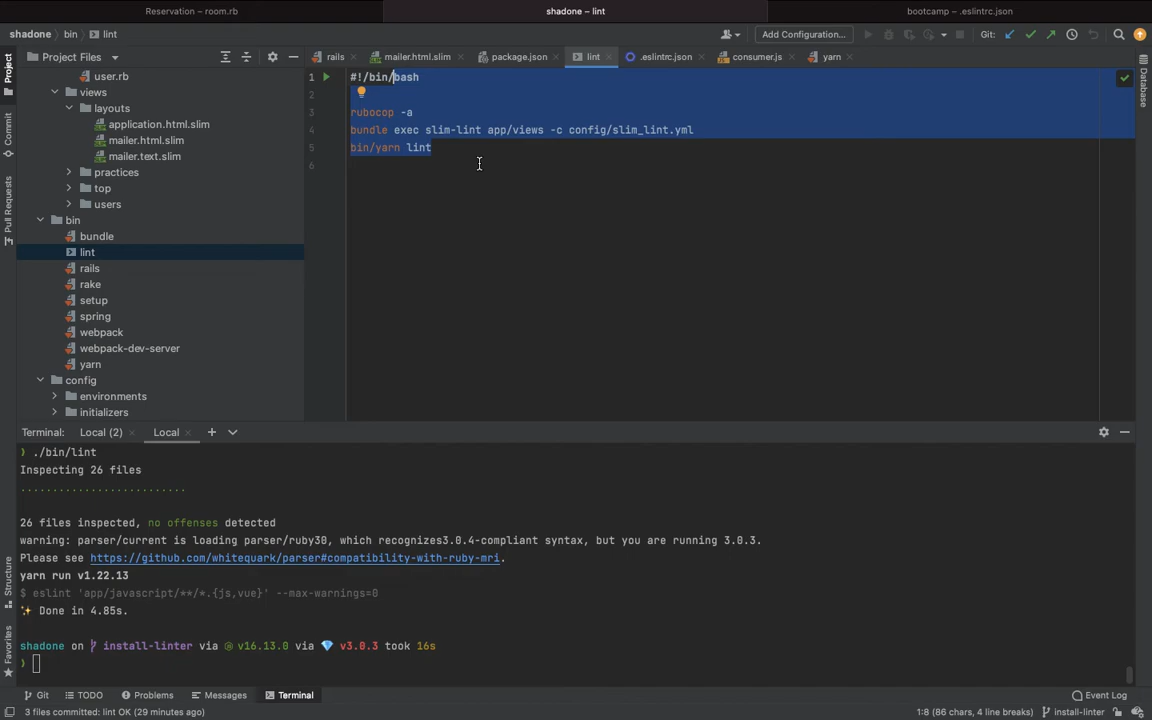 Reservation – room.rb
shadone – lint
bootcamp – .eslintrc.json
shadone
bin
lint
Add Configuration...
Git:
Project Files
rails
mailer.html.slim
package.json
lint
.eslintrc.json
consumer.js
yarn
user.rb
views
layouts
application.html.slim
mailer.html.slim
mailer.text.slim
practices
top
users
bin
bundle
lint
rails
rake
setup
spring
webpack
webpack-dev-server
yarn
config
environments
initializers
1 #!/bin/bash
2
3 rubocop -a
4 bundle exec slim-lint app/views -c config/slim_lint.yml
5 bin/yarn lint
6
Project
Commit
Pull Requests
Structure
Favorites
Database
Terminal: Local (2) Local
) ./bin/lint
Inspecting 26 files
..........................
26 files inspected, no offenses detected
warning: parser/current is loading parser/ruby30, which recognizes3.0.4-compliant syntax, but you are running 3.0.3.
Please see https://github.com/whitequark/parser#compatibility-with-ruby-mri.
yarn run v1.22.13
$ eslint 'app/javascript/**/*.{js,vue}' --max-warnings=0
✨ Done in 4.85s.
shadone on install-linter via v16.13.0 via 💎 v3.0.3 took 16s
)
Git TODO Problems Messages Terminal Event Log
3 files committed: lint OK (29 minutes ago) 1:8 (86 chars, 4 line breaks) install-linter